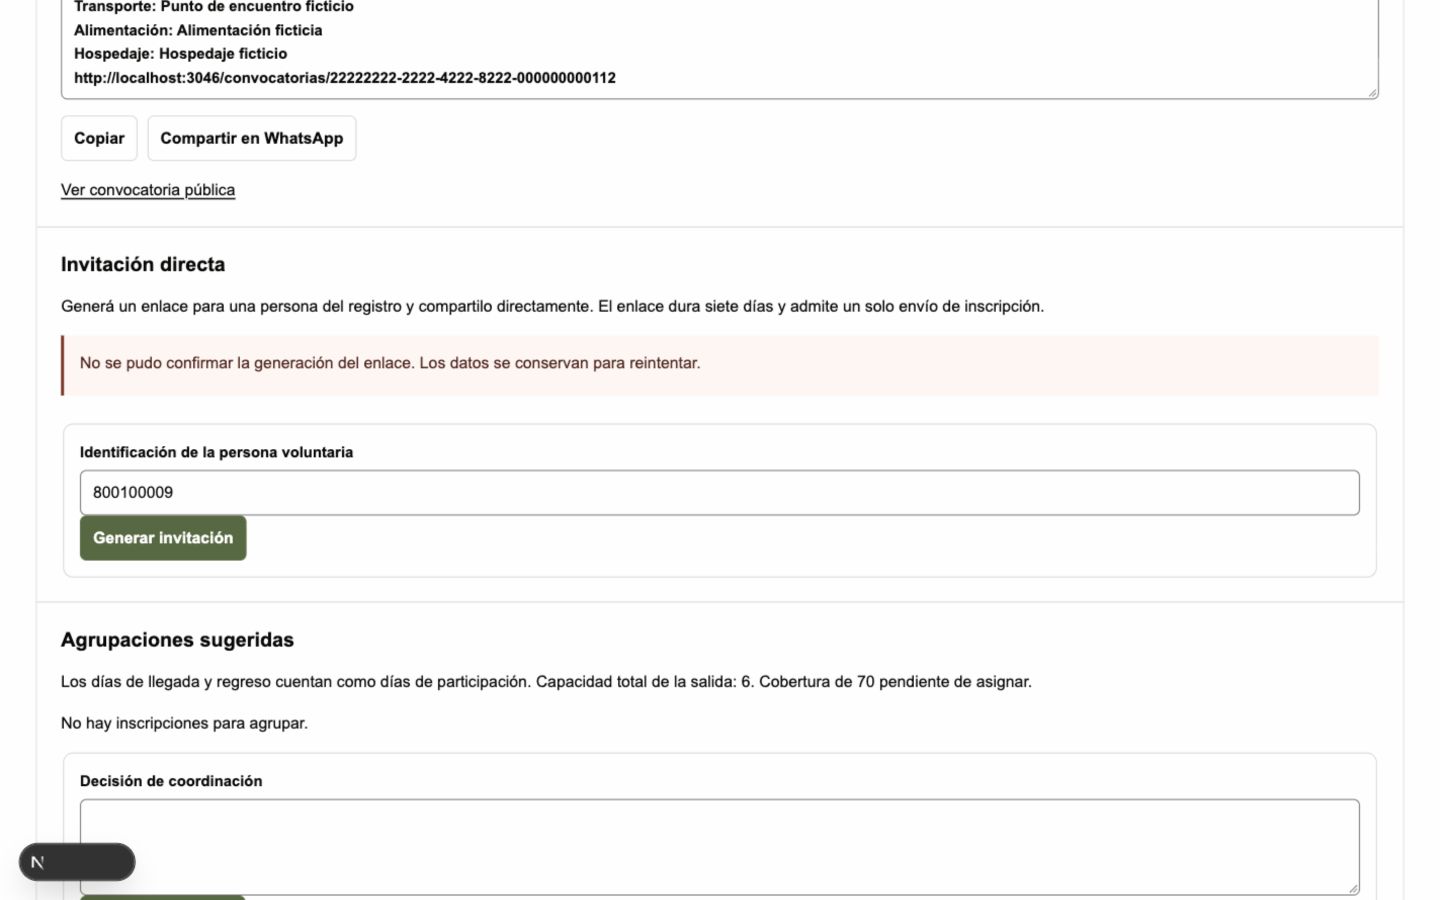 Transporte: Punto de encuentro ficticio
Alimentación: Alimentación ficticia
Hospedaje: Hospedaje ficticio
http://localhost:3046/convocatorias/22222222-2222-4222-8222-000000000112
Copiar
Compartir en WhatsApp
Ver convocatoria pública
Invitación directa
Generá un enlace para una persona del registro y compartilo directamente. El enlace dura siete días y admite un solo envío de inscripción.
No se pudo confirmar la generación del enlace. Los datos se conservan para reintentar.
Identificación de la persona voluntaria
800100009
Generar invitación
Agrupaciones sugeridas
Los días de llegada y regreso cuentan como días de participación. Capacidad total de la salida: 6. Cobertura de 70 pendiente de asignar.
No hay inscripciones para agrupar.
Decisión de coordinación
N